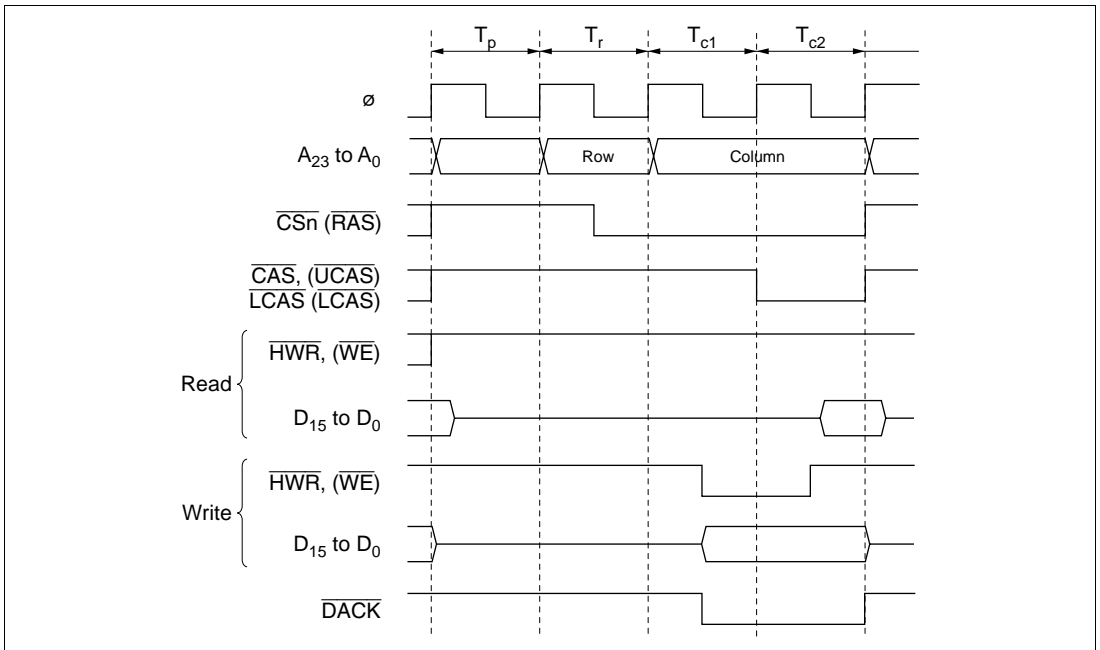 Tp Tr Tc1 Tc2
ø
A23 to A0
Row Column
CSn (RAS)
CAS, (UCAS)
LCAS (LCAS)
Read
HWR, (WE)
D15 to D0
Write
HWR, (WE)
D15 to D0
DACK